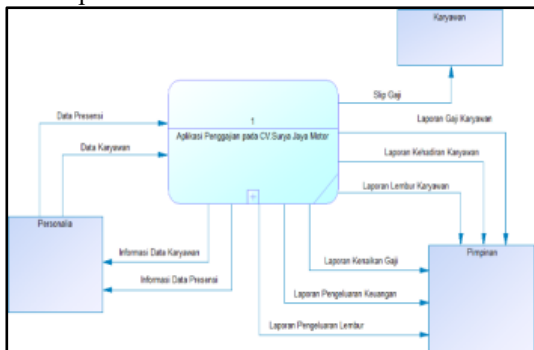 Karyawan
Slip Gaji
Data Presensi
1
Laporan Gaji Karyawan
Aplikasi Penggajian pada CV.Surya Jaya Motor
Data Karyawan
Laporan Kehadiran Karyawan
Laporan Lembur Karyawan
Personalia
Informasi Data Karyawan
Pimpinan
Laporan Kenaikan Gaji
Informasi Data Presensi
Laporan Pengeluaran Keuangan
Laporan Pengeluaran Lembur